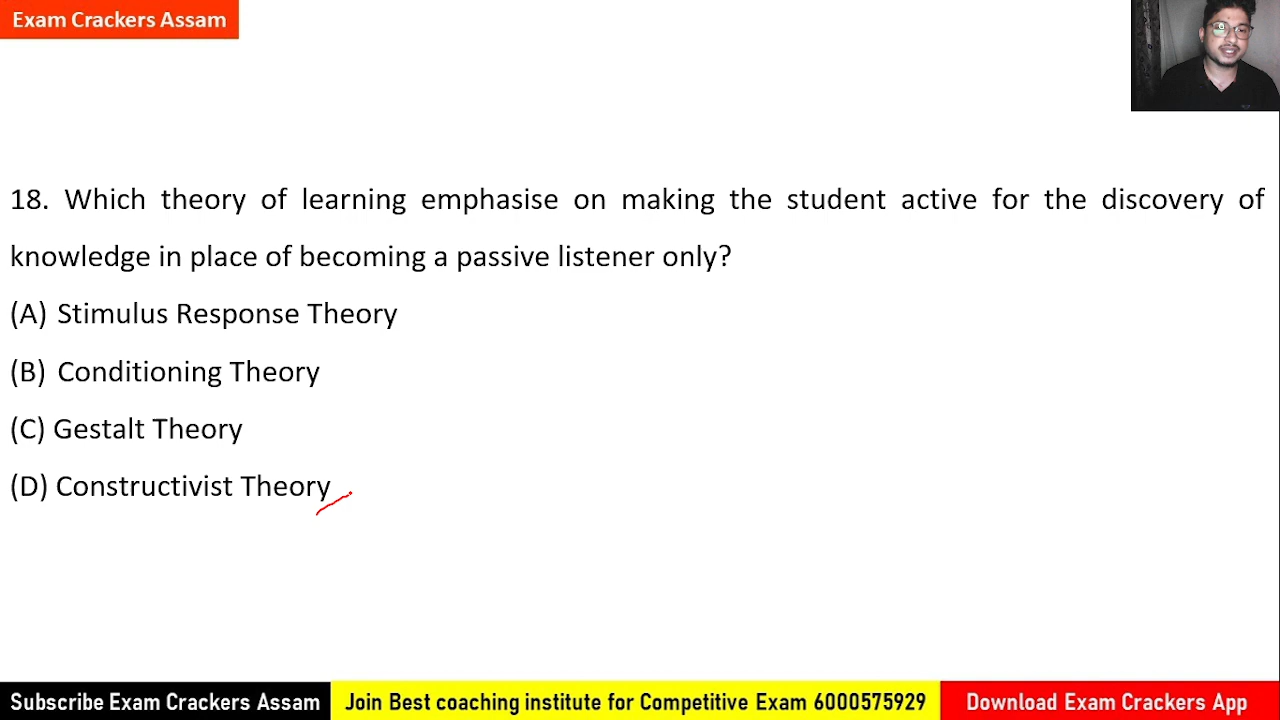 Exam Crackers Assam
18. Which theory of learning emphasise on making the student active for the discovery of
knowledge in place of becoming a passive listener only?
(A) Stimulus Response Theory
(B) Conditioning Theory
(C) Gestalt Theory
(D) Constructivist Theory
Subscribe Exam Crackers Assam
Join Best coaching institute for Competitive Exam 6000575929
Download Exam Crackers App